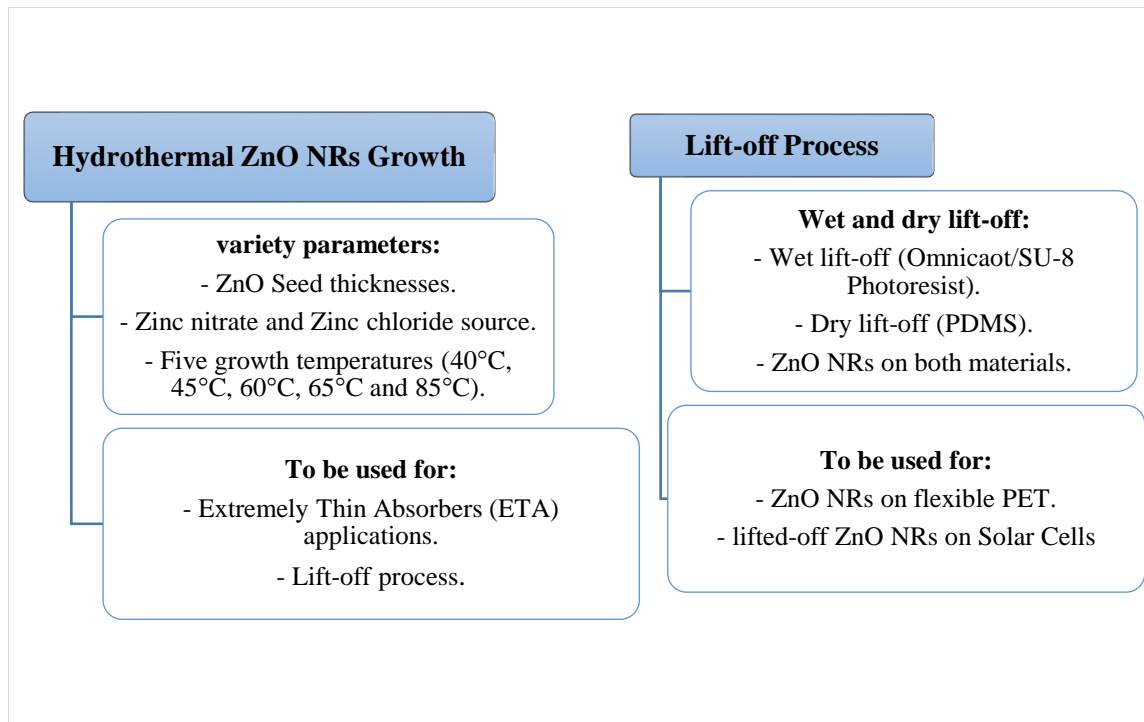 Hydrothermal ZnO NRs Growth
variety parameters:
- ZnO Seed thicknesses.
- Zinc nitrate and Zinc chloride source.
- Five growth temperatures (40°C,
45°C, 60°C, 65°C and 85°C).
To be used for:
- Extremely Thin Absorbers (ETA)
applications.
- Lift-off process.
Lift-off Process
Wet and dry lift-off:
- Wet lift-off (Omnicaot/SU-8
Photoresist).
- Dry lift-off (PDMS).
- ZnO NRs on both materials.
To be used for:
- ZnO NRs on flexible PET.
- lifted-off ZnO NRs on Solar Cells